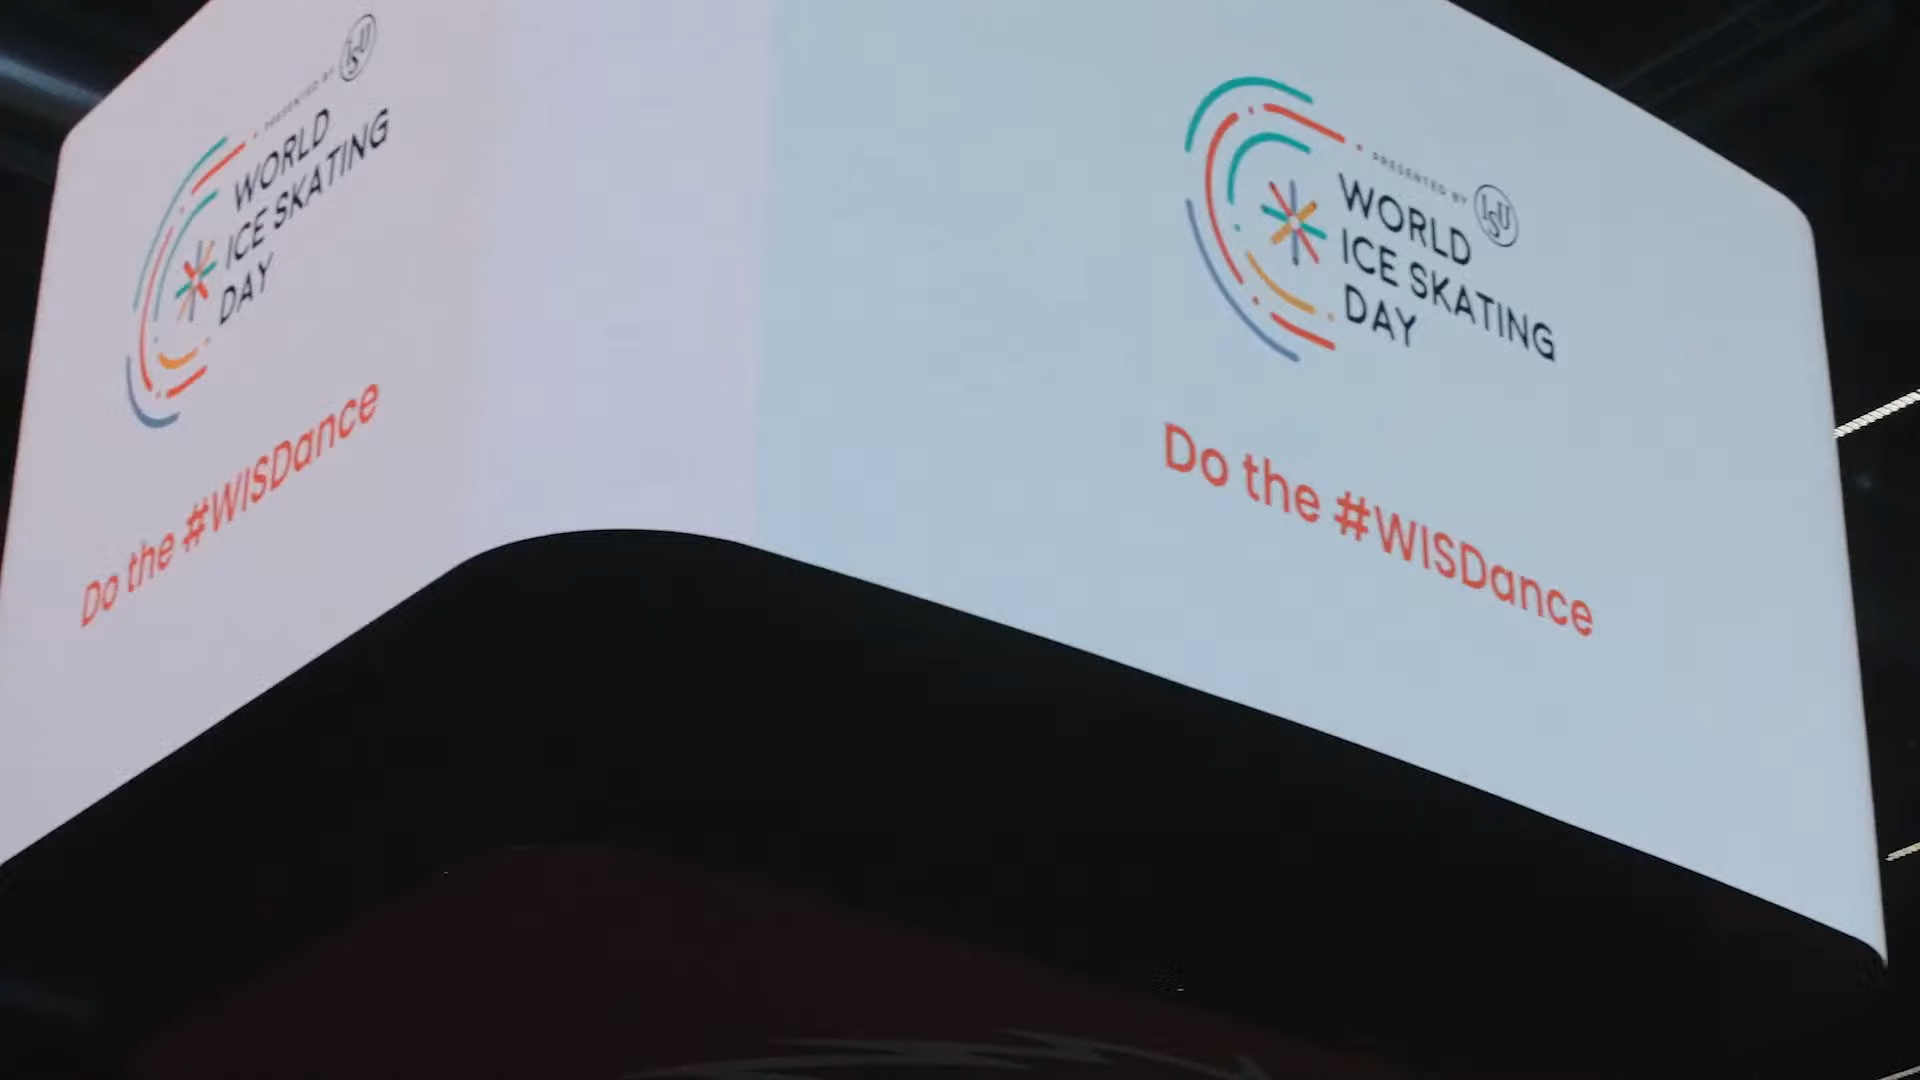 PRESENTED BY ISU
WORLD
ICE SKATING
DAY
Do the #WISDance
PRESENTED BY ISU
WORLD
ICE SKATING
DAY
Do the #WISDance